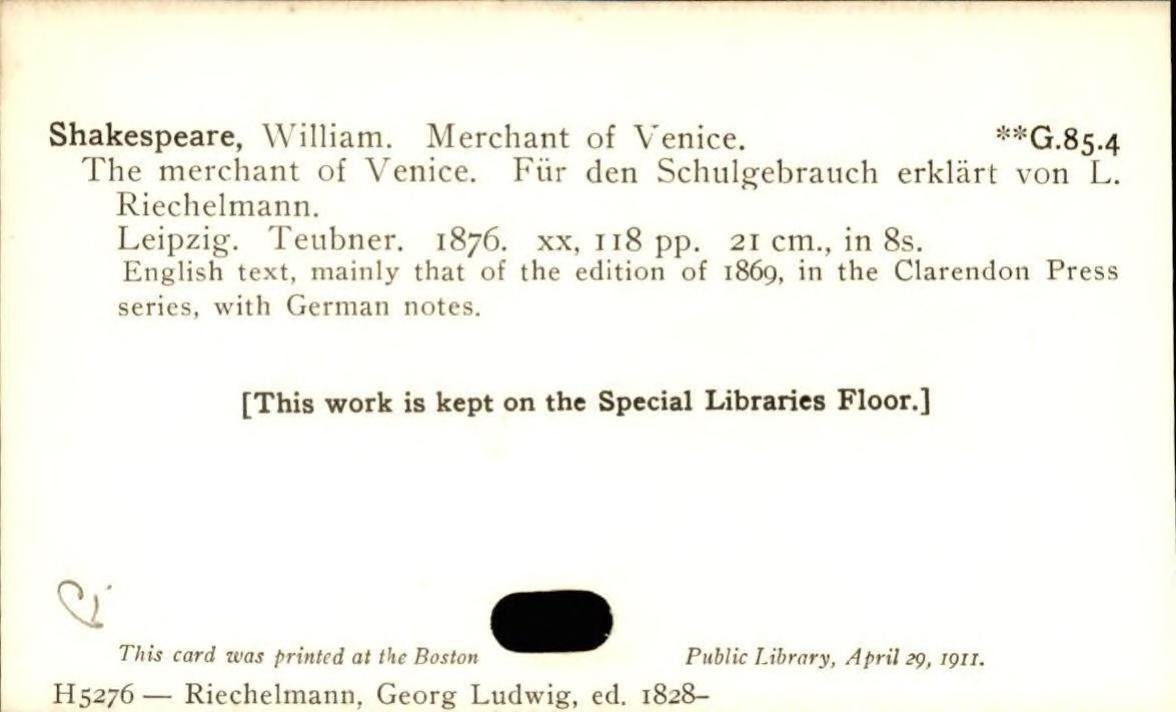 Shakespeare, William. Merchant of Venice. **G.85.4
The merchant of Venice. Für den Schulgebrauch erklärt von L.
Riechelmann.
Leipzig. Teubner. 1876. xx, 118 pp. 21 cm., in 8s.
English text, mainly that of the edition of 1869, in the Clarendon Press
series, with German notes.
[This work is kept on the Special Libraries Floor.]
This card was printed at the Boston Public Library, April 29, 1911.
H5276 — Riechelmann, Georg Ludwig, ed. 1828–